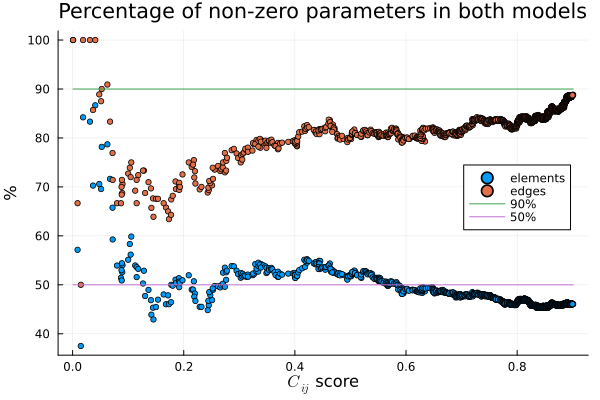 Percentage of non-zero parameters in both models
%
100
90
80
70
60
50
40
elements
edges
90%
50%
0.0 0.2 0.4 0.6 0.8
C_ij score